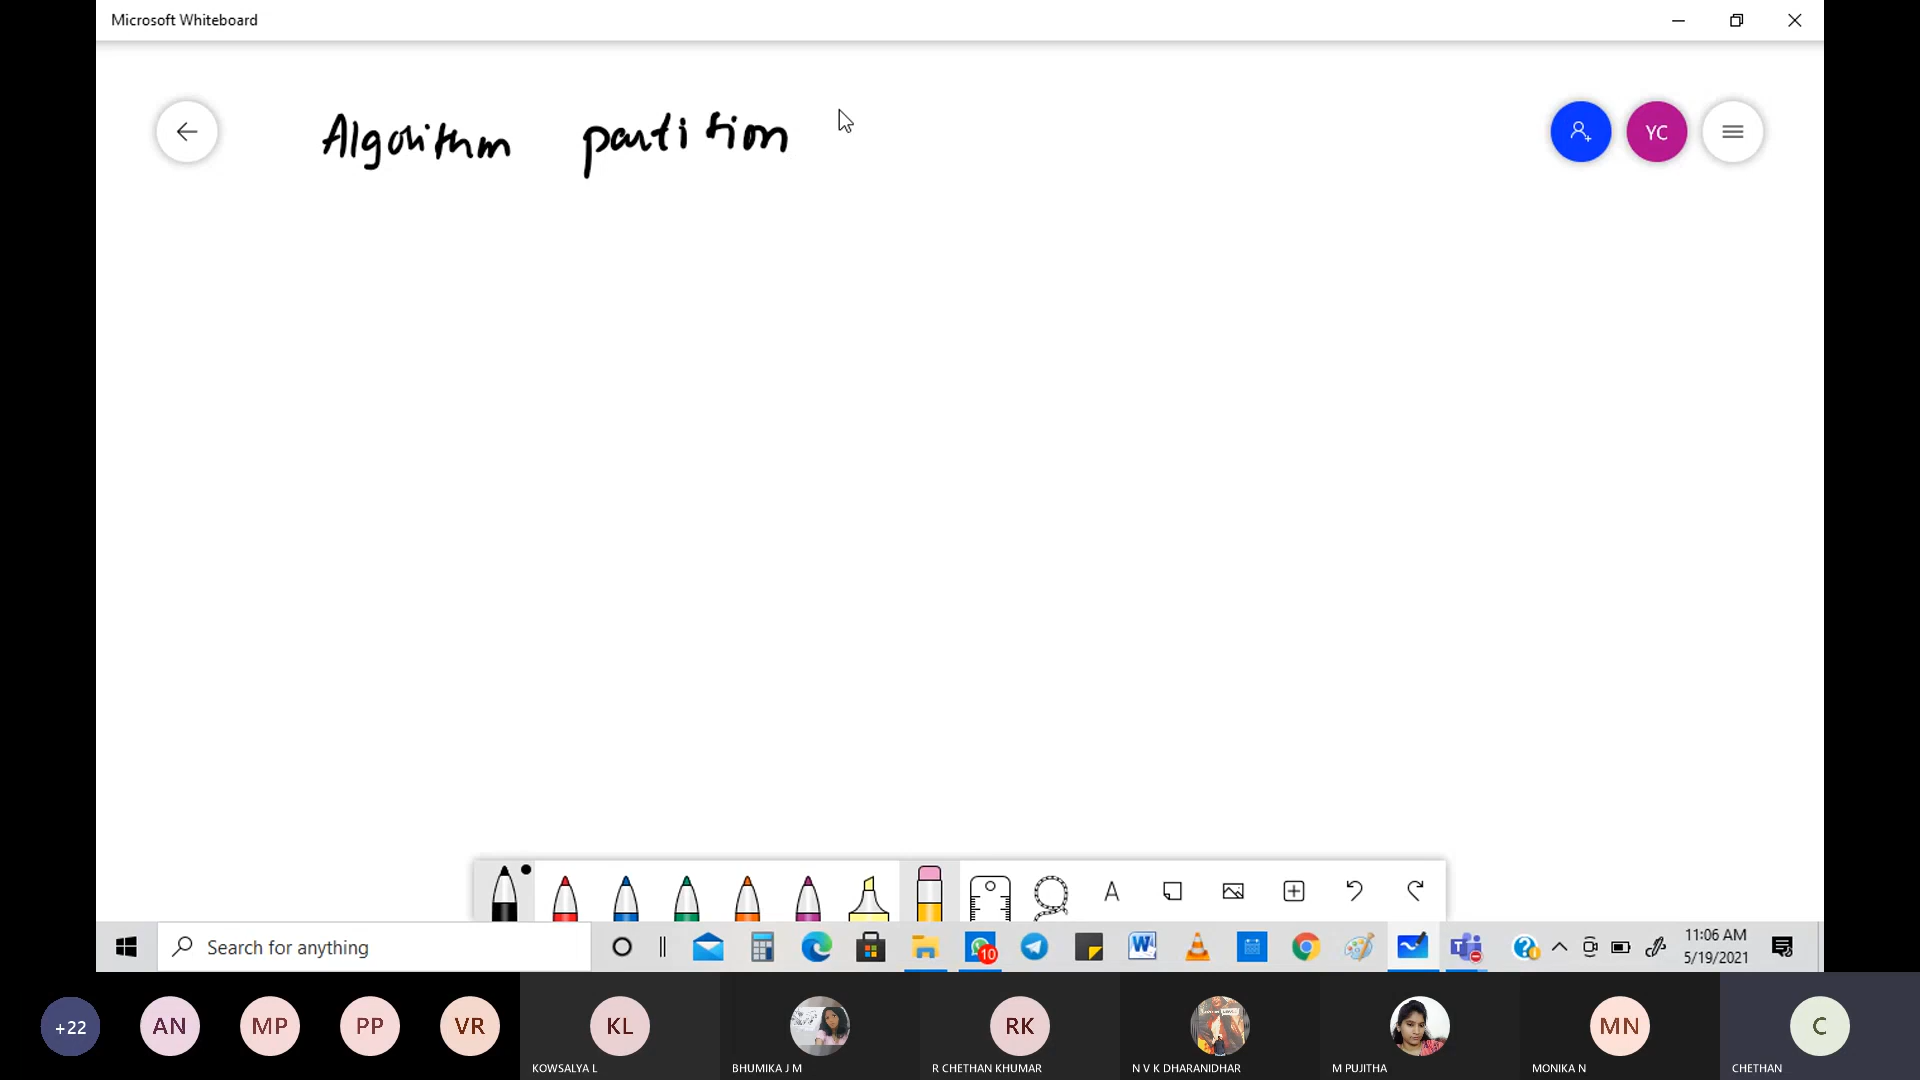 Microsoft Whiteboard
Algorithm partition
YC
A
Search for anything
10
11:06 AM
5/19/2021
+22
AN
MP
PP
VR
KL
RK
MN
C
KOWSALYA L
BHUMIKA J M
R CHETHAN KHUMAR
N V K DHARANIDHAR
M PUJITHA
MONIKA N
CHETHAN